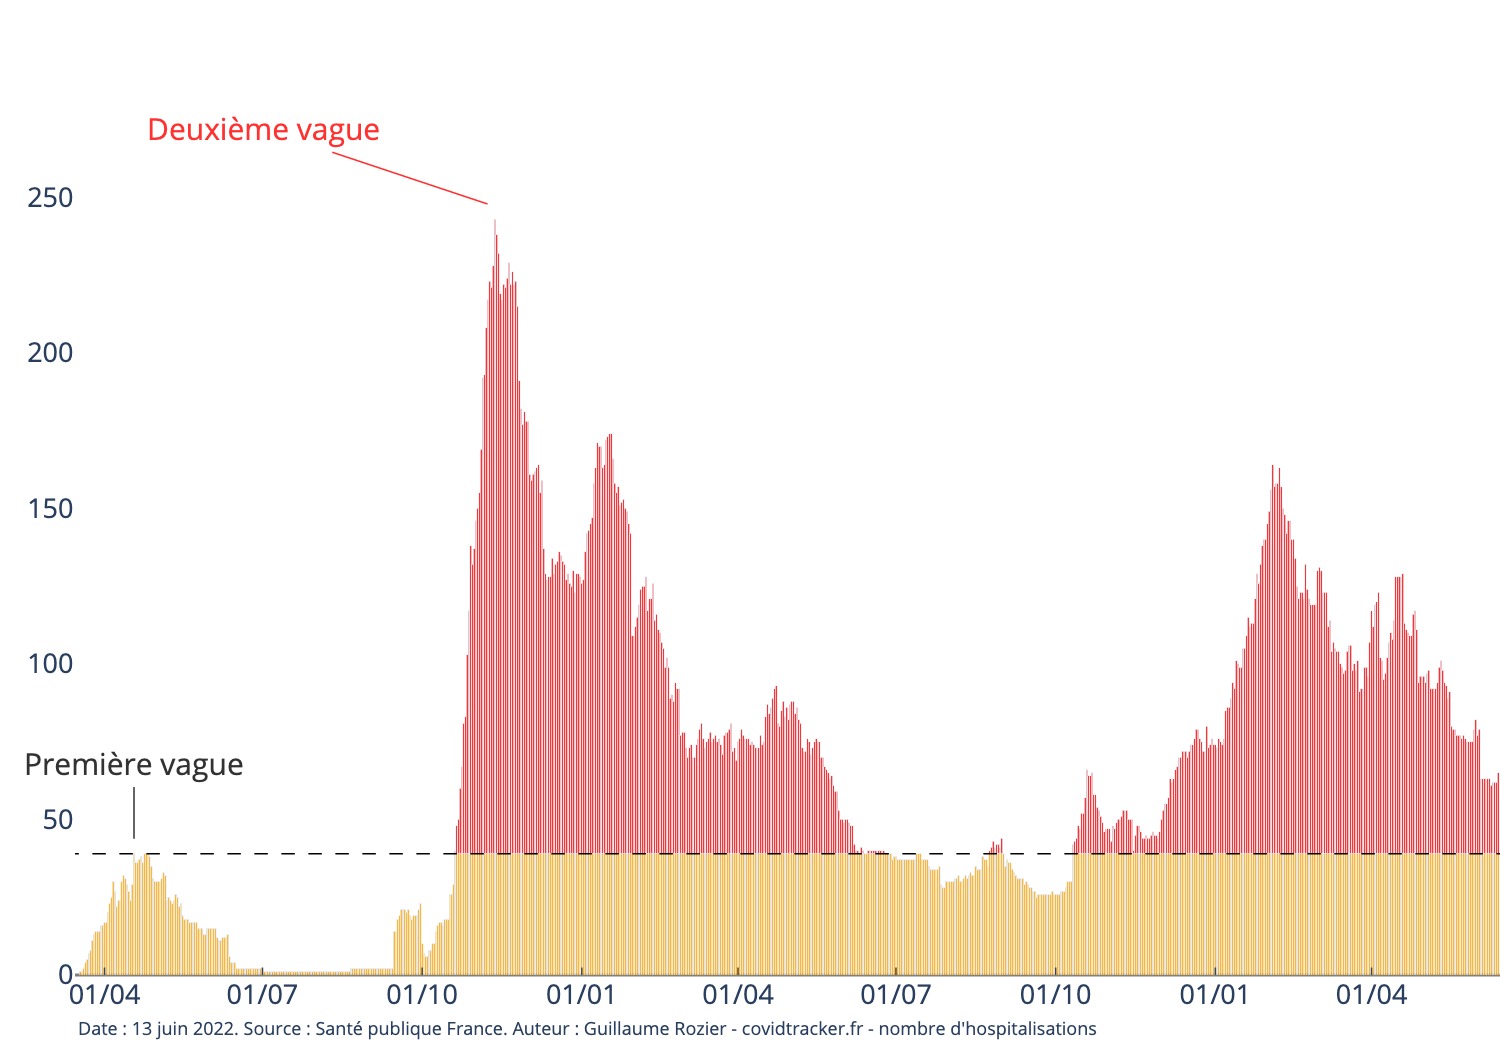 Deuxième vague
250
200
150
100
Première vague
50
0
01/04 01/07 01/10 01/01 01/04 01/07 01/10 01/01 01/04
Date : 13 juin 2022. Source : Santé publique France. Auteur : Guillaume Rozier - covidtracker.fr - nombre d'hospitalisations